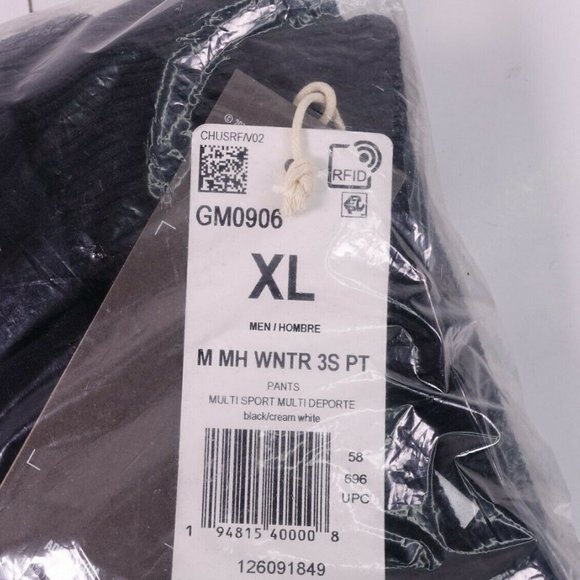 © 20
CHUSRF/V02
RFID
GM0906
XL
MEN / HOMBRE
M MH WNTR 3S PT
PANTS
MULTI SPORT MULTI DEPORTE
black/cream white
58
696
UPC
1 94815 40000 8
126091849